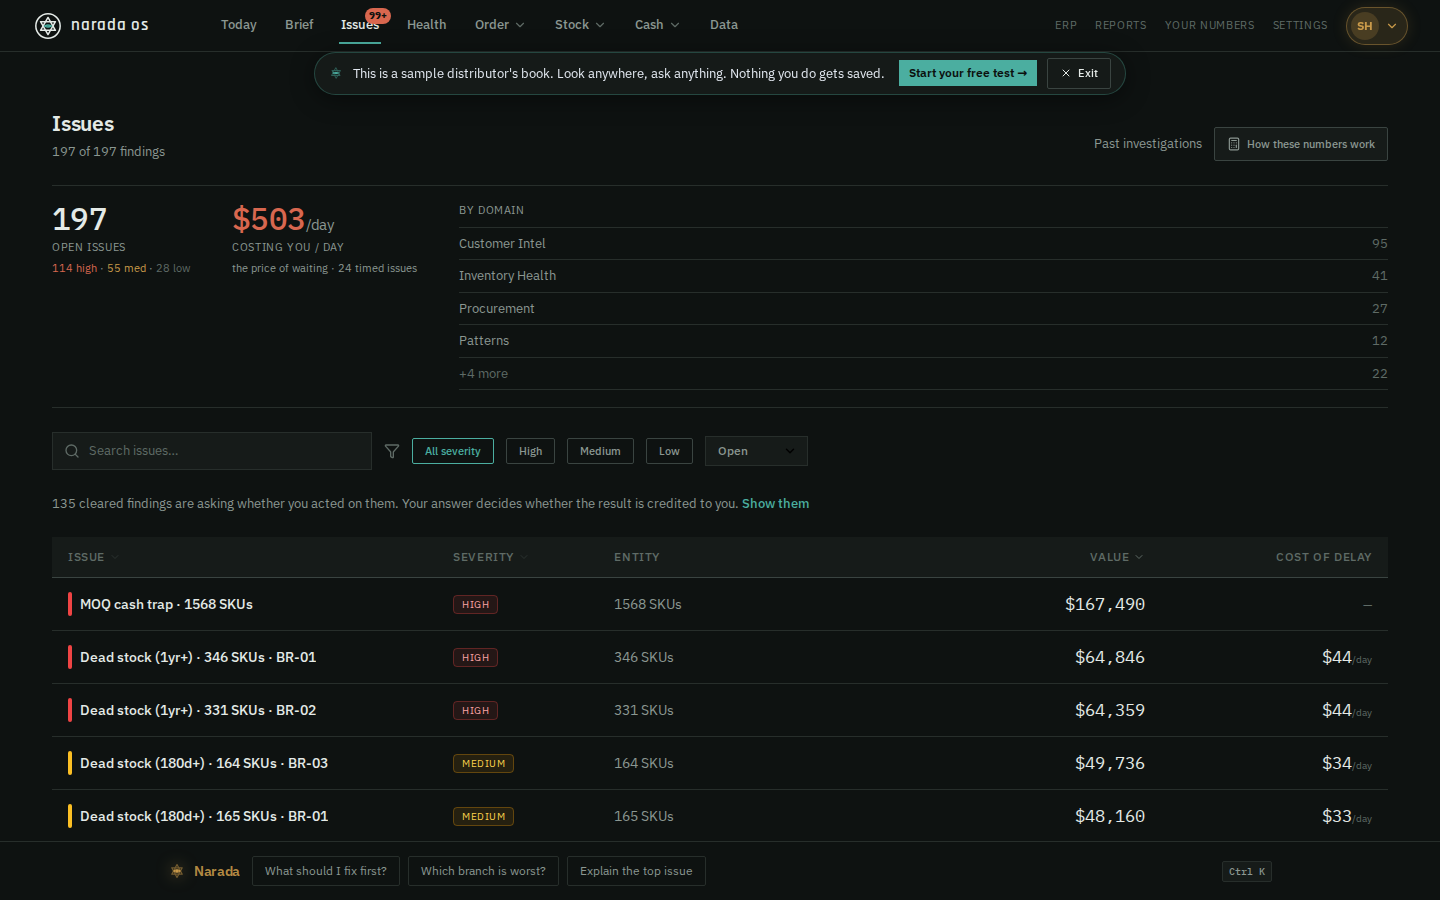 narada os
Today
Brief
Issues
99+
Health
Order
Stock
Cash
Data
ERP
REPORTS
YOUR NUMBERS
SETTINGS
SH
This is a sample distributor's book. Look anywhere, ask anything. Nothing you do gets saved.
Start your free test →
Exit
Issues
197 of 197 findings
Past investigations
How these numbers work
197
OPEN ISSUES
114 high · 55 med · 28 low
$503/day
COSTING YOU / DAY
the price of waiting · 24 timed issues
BY DOMAIN
Customer Intel 95
Inventory Health 41
Procurement 27
Patterns 12
+4 more 22
Search issues...
All severity
High
Medium
Low
Open
135 cleared findings are asking whether you acted on them. Your answer decides whether the result is credited to you. Show them
ISSUE SEVERITY ENTITY VALUE COST OF DELAY
MOQ cash trap · 1568 SKUs HIGH 1568 SKUs $167,490 —
Dead stock (1yr+) · 346 SKUs · BR-01 HIGH 346 SKUs $64,846 $44/day
Dead stock (1yr+) · 331 SKUs · BR-02 HIGH 331 SKUs $64,359 $44/day
Dead stock (180d+) · 164 SKUs · BR-03 MEDIUM 164 SKUs $49,736 $34/day
Dead stock (180d+) · 165 SKUs · BR-01 MEDIUM 165 SKUs $48,160 $33/day
Narada
What should I fix first?
Which branch is worst?
Explain the top issue
Ctrl K